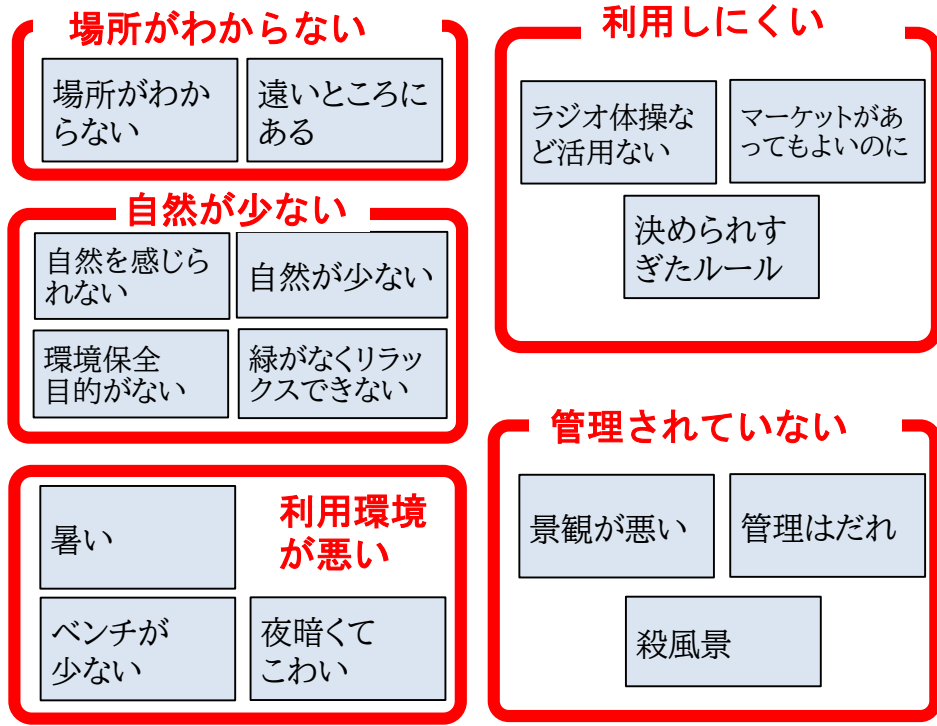 場所がわからない
場所がわか
らない
遠いところに
ある
自然が少ない
自然を感じら
れない
自然が少ない
環境保全
目的がない
緑がなくリラッ
クスできない
利用環境
が悪い
暑い
ベンチが
少ない
夜暗くて
こわい
利用しにくい
ラジオ体操な
ど活用ない
マーケットがあ
ってもよいのに
決められす
ぎたルール
管理されていない
景観が悪い
管理はだれ
殺風景